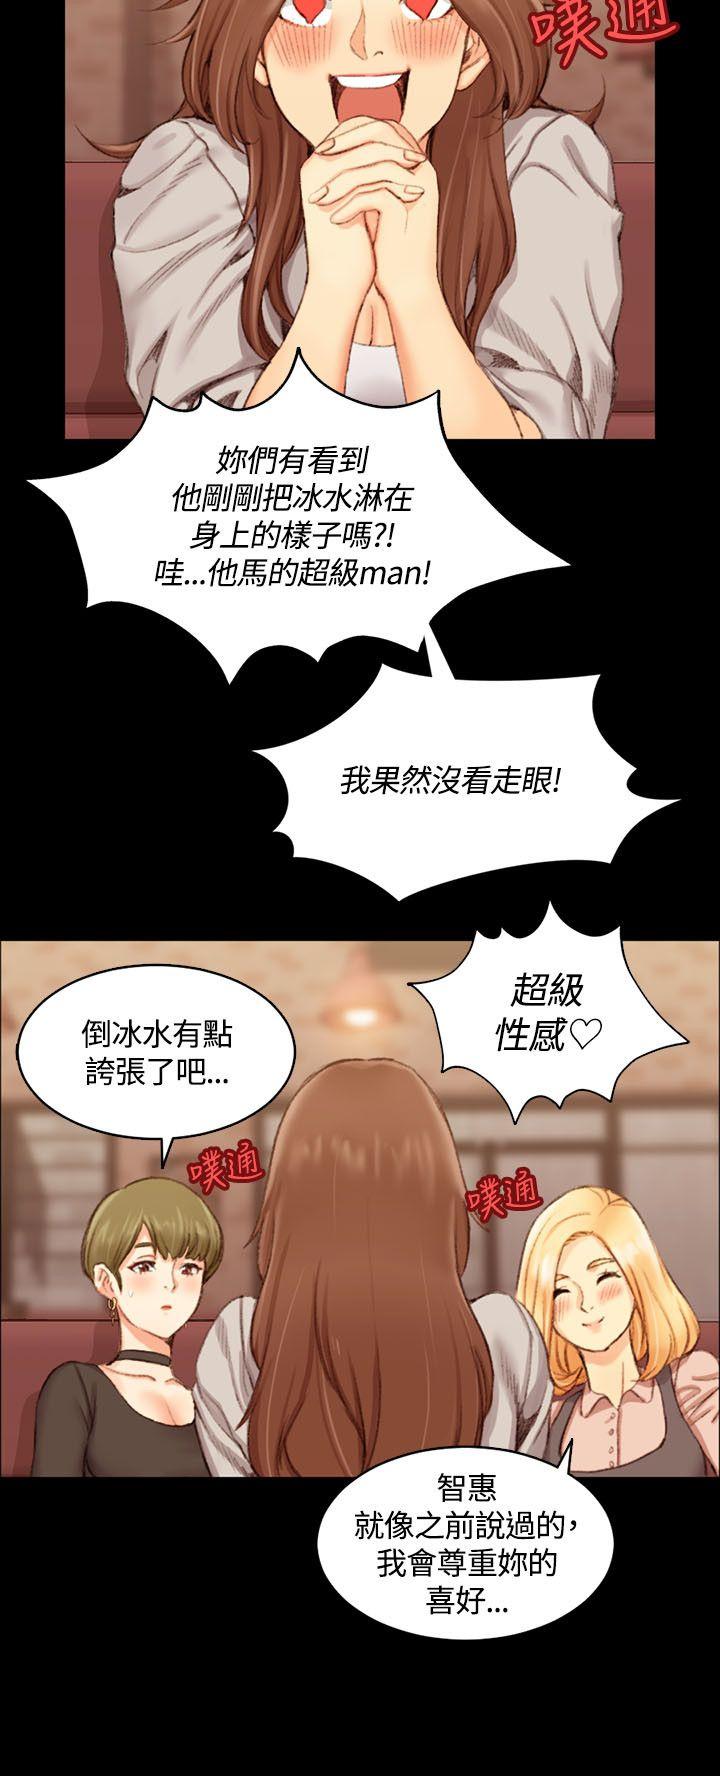 噗通
妳們有看到
他剛剛把冰水淋在
身上的樣子嗎?!
哇...他馬的超級man!
我果然沒看走眼!
超級
性感♡
倒冰水有點
誇張了吧...
噗通
噗通
智惠
就像之前說過的,
我會尊重妳的
喜好...